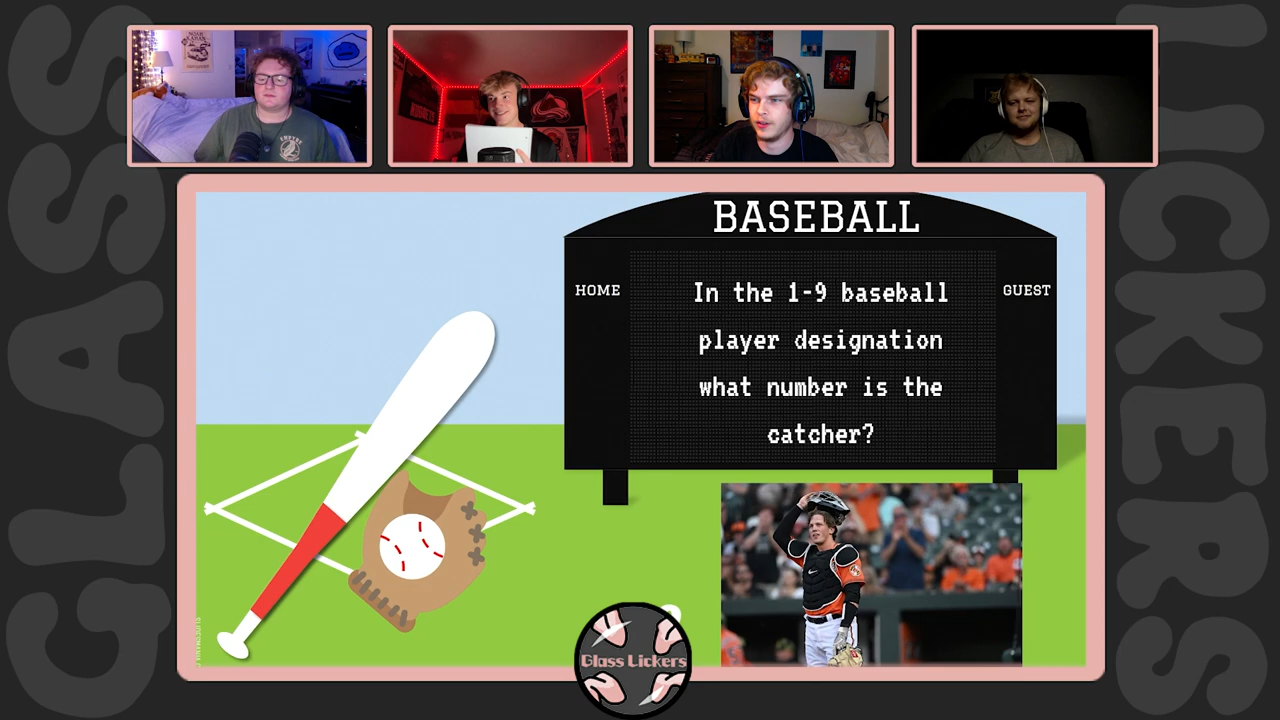 GLASS
LICKERS
BASEBALL
HOME
GUEST
In the 1-9 baseball
player designation
what number is the
catcher?
Glass Lickers